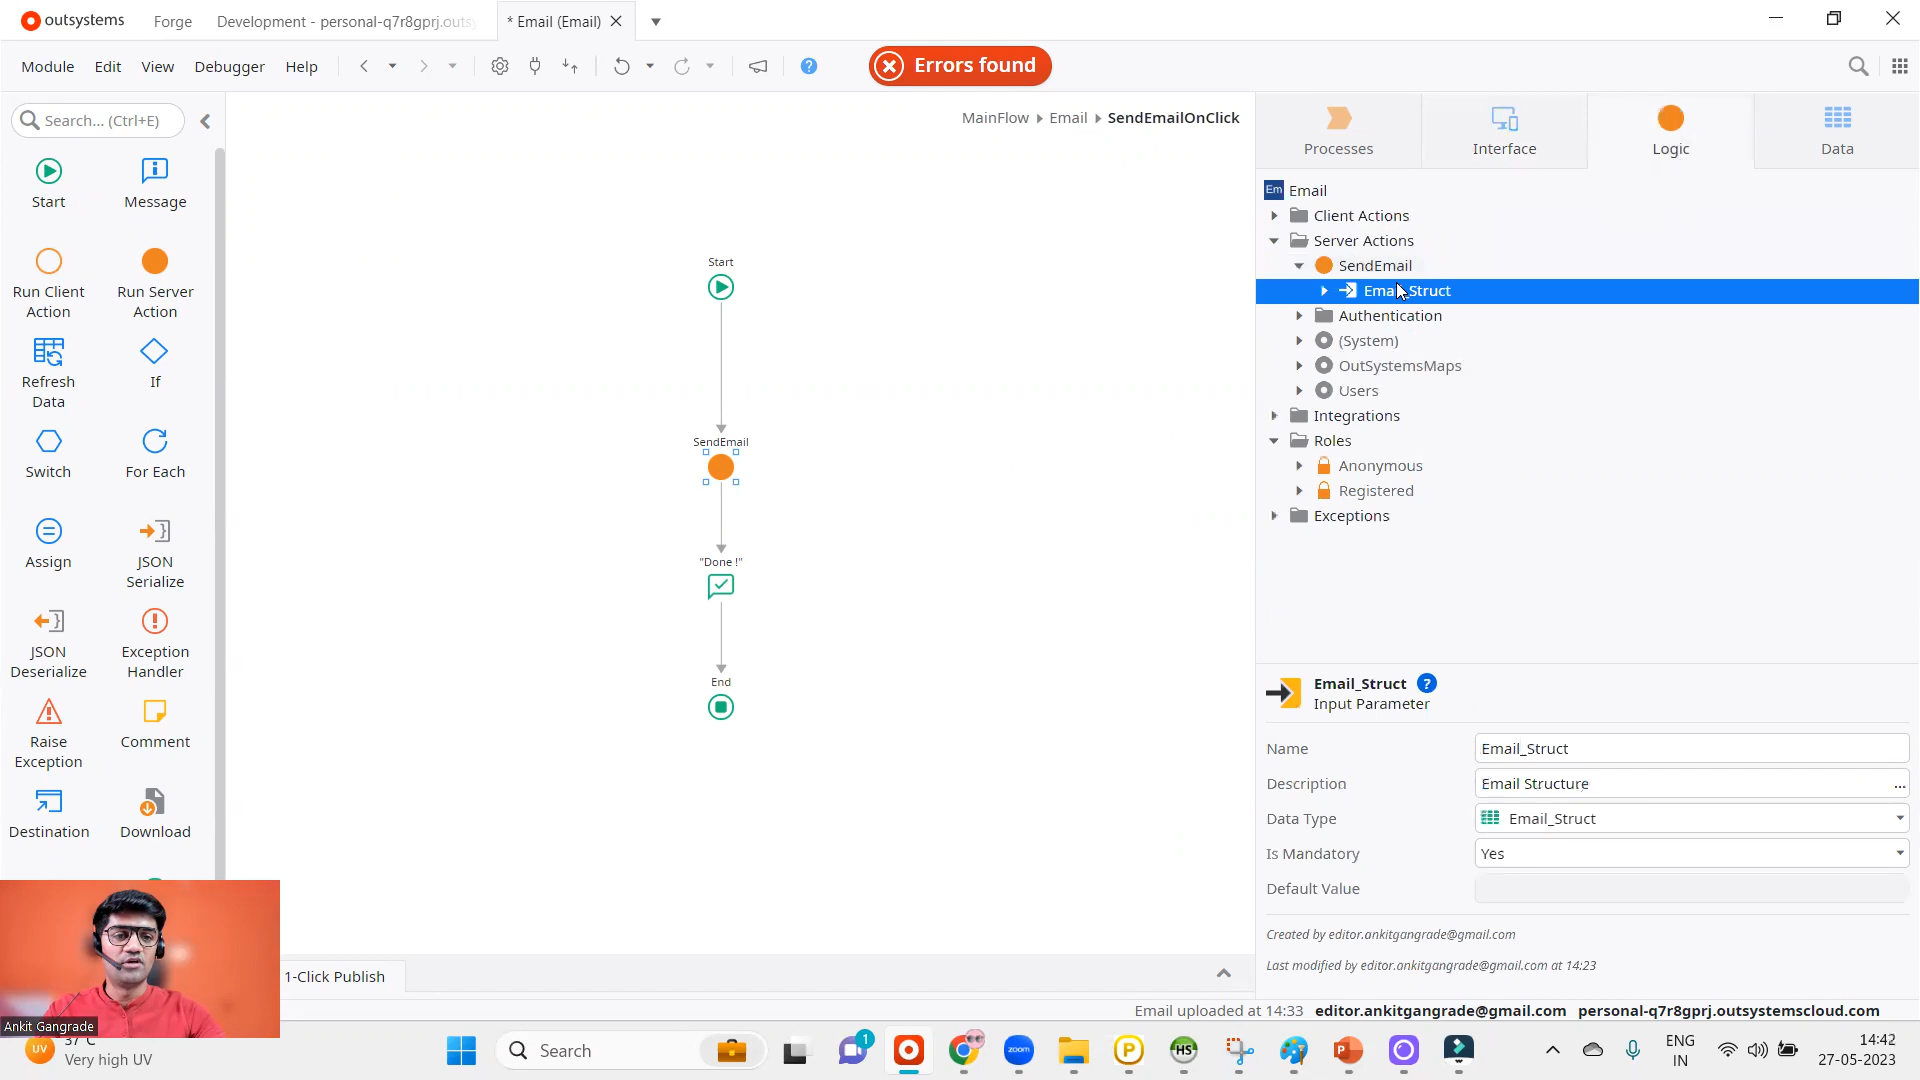 outsystems
Forge
Development - personal-q7r8gprj.outsy
* Email (Email)
Module
Edit
View
Debugger
Help
Errors found
Search... (Ctrl+E)
MainFlow
Email
SendEmailOnClick
Processes
Interface
Logic
Data
Start
Message
Run Client
Action
Run Server
Action
Refresh
Data
If
Switch
For Each
Assign
JSON
Serialize
JSON
Deserialize
Exception
Handler
Raise
Exception
Comment
Destination
Download
Start
SendEmail
"Done !"
End
Em
Email
Client Actions
Server Actions
SendEmail
Email_Struct
Authentication
(System)
OutSystemsMaps
Users
Integrations
Roles
Anonymous
Registered
Exceptions
Email_Struct
Input Parameter
Name
Email_Struct
Description
Email Structure
...
Data Type
Email_Struct
Is Mandatory
Yes
Default Value
Created by editor.ankitgangrade@gmail.com
Last modified by editor.ankitgangrade@gmail.com at 14:23
1-Click Publish
Email uploaded at 14:33
editor.ankitgangrade@gmail.com
personal-q7r8gprj.outsystemscloud.com
Ankit Gangrade
UV
37°C
Very high UV
Search
1
zoom
P
HS
P
ENG
IN
14:42
27-05-2023